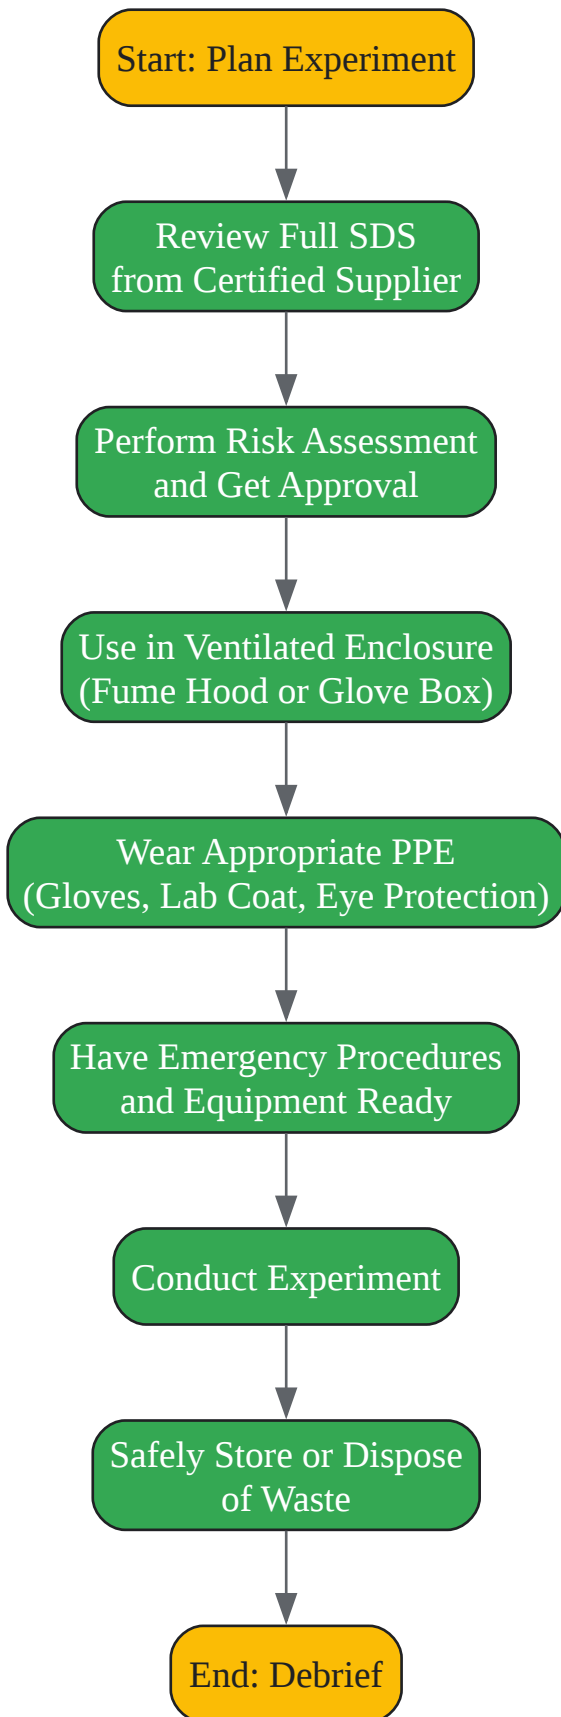 Start: Plan Experiment
Review Full SDS
from Certified Supplier
Perform Risk Assessment
and Get Approval
Use in Ventilated Enclosure
(Fume Hood or Glove Box)
Wear Appropriate PPE
(Gloves, Lab Coat, Eye Protection)
Have Emergency Procedures
and Equipment Ready
Conduct Experiment
Safely Store or Dispose
of Waste
End: Debrief